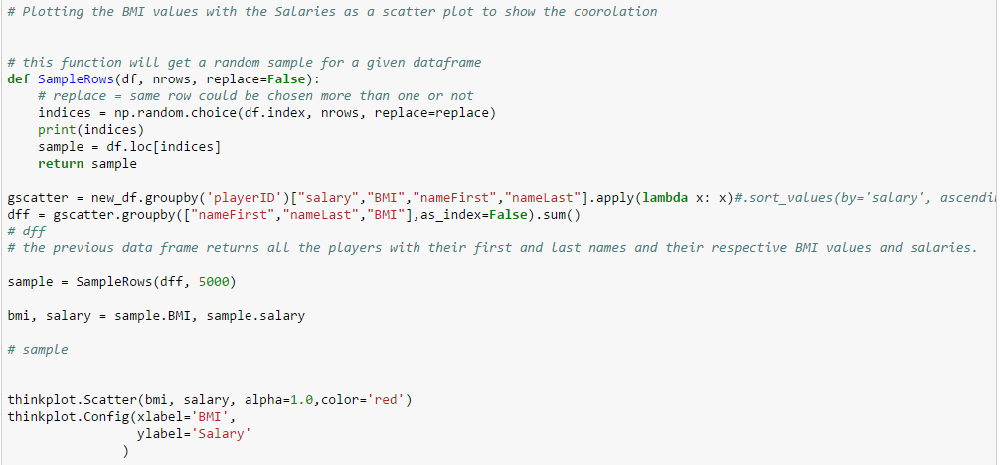 # Plotting the BMI values with the Salaries as a scatter plot to show the coorolation
# this function will get a random sample for a given dataframe
def SampleRows(df, nrows, replace=False):
    # replace = same row could be chosen more than one or not
    indices = np.random.choice(df.index, nrows, replace=replace)
    print(indices)
    sample = df.loc[indices]
    return sample
gscatter = new_df.groupby('playerID')["salary","BMI","nameFirst","nameLast"].apply(lambda x: x)#.sort_values(by='salary',
dff = gscatter.groupby(["nameFirst","nameLast","BMI"],as_index=False).sum()
# dff
# the previous data frame returns all the players with their first and last names and their respective BMI values and salaries.
sample = SampleRows(dff, 5000)
bmi, salary = sample.BMI, sample.salary
# sample
thinkplot.Scatter(bmi, salary, alpha=1.0,color='red')
thinkplot.Config(xlabel='BMI',
                 ylabel='Salary'
               )